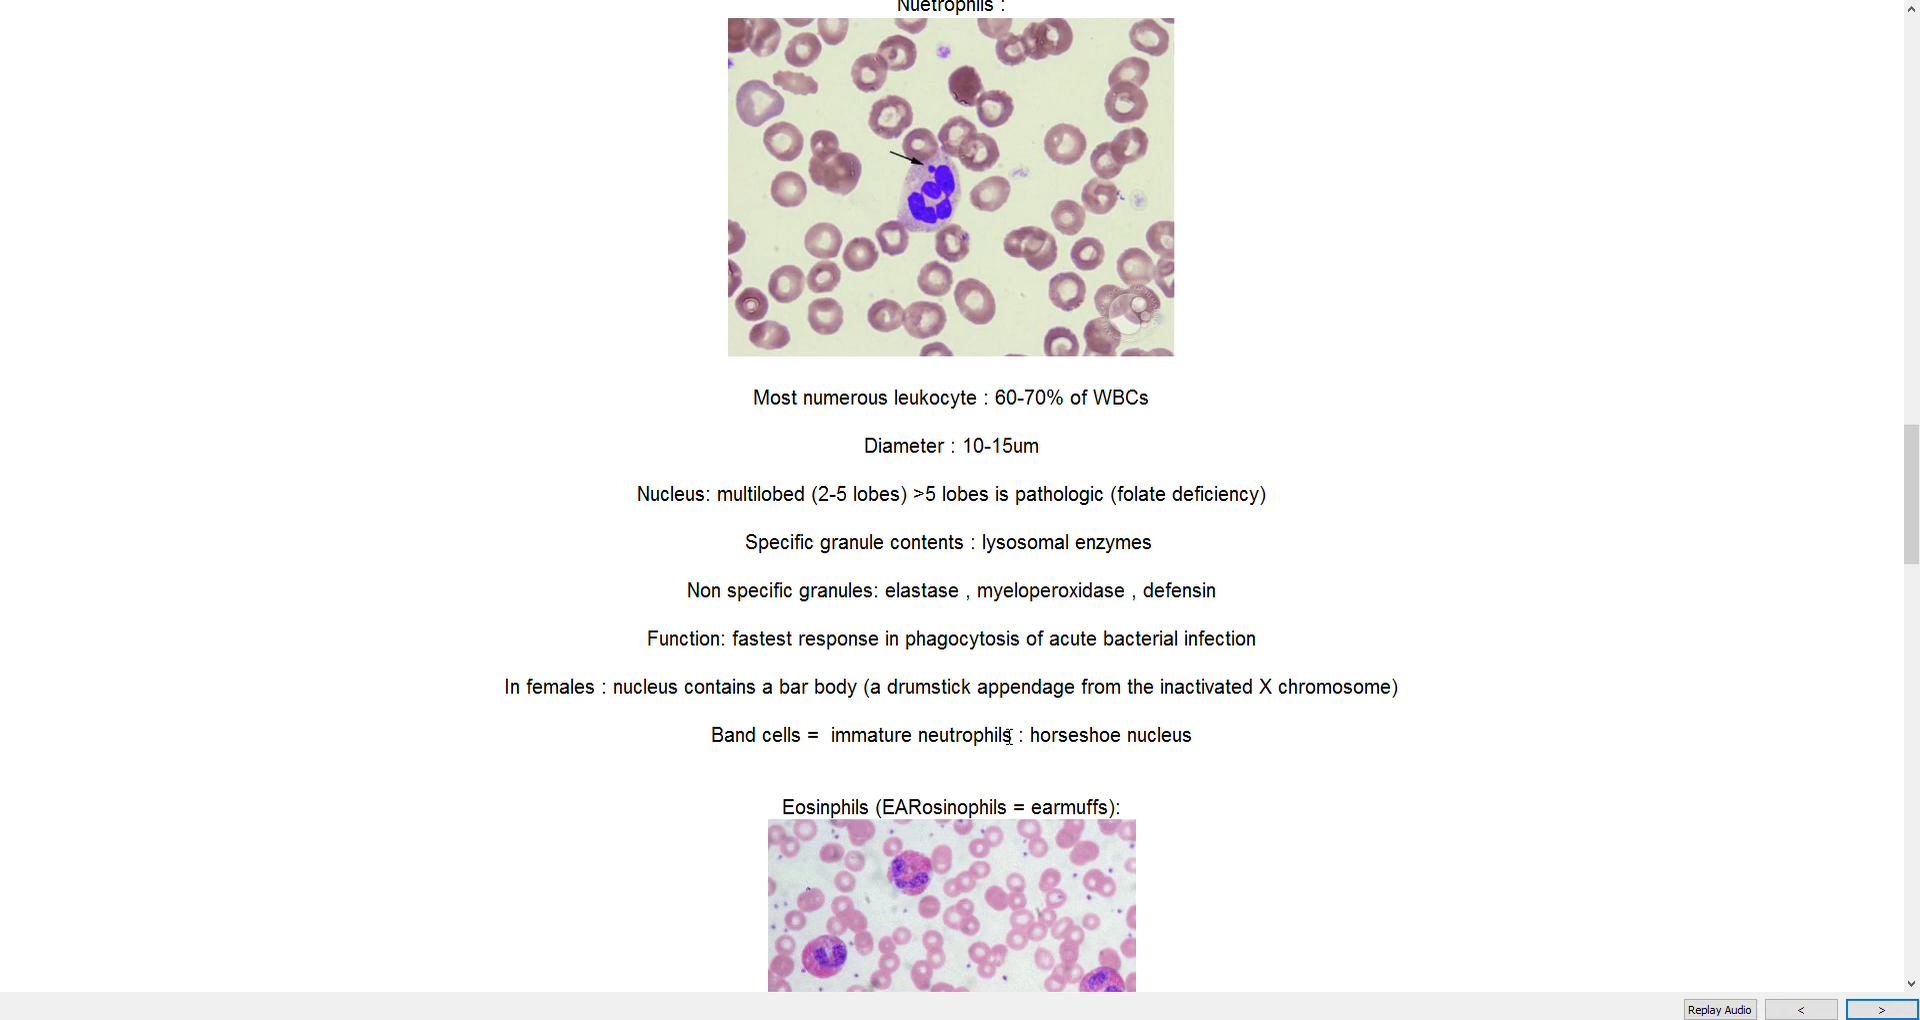 Nuetrophils :
Most numerous leukocyte : 60-70% of WBCs
Diameter : 10-15um
Nucleus: multilobed (2-5 lobes) >5 lobes is pathologic (folate deficiency)
Specific granule contents : lysosomal enzymes
Non specific granules: elastase , myeloperoxidase , defensin
Function: fastest response in phagocytosis of acute bacterial infection
In females : nucleus contains a bar body (a drumstick appendage from the inactivated X chromosome)
Band cells =  immature neutrophils : horseshoe nucleus
Eosinphils (EARosinophils = earmuffs):
Replay Audio
<
>